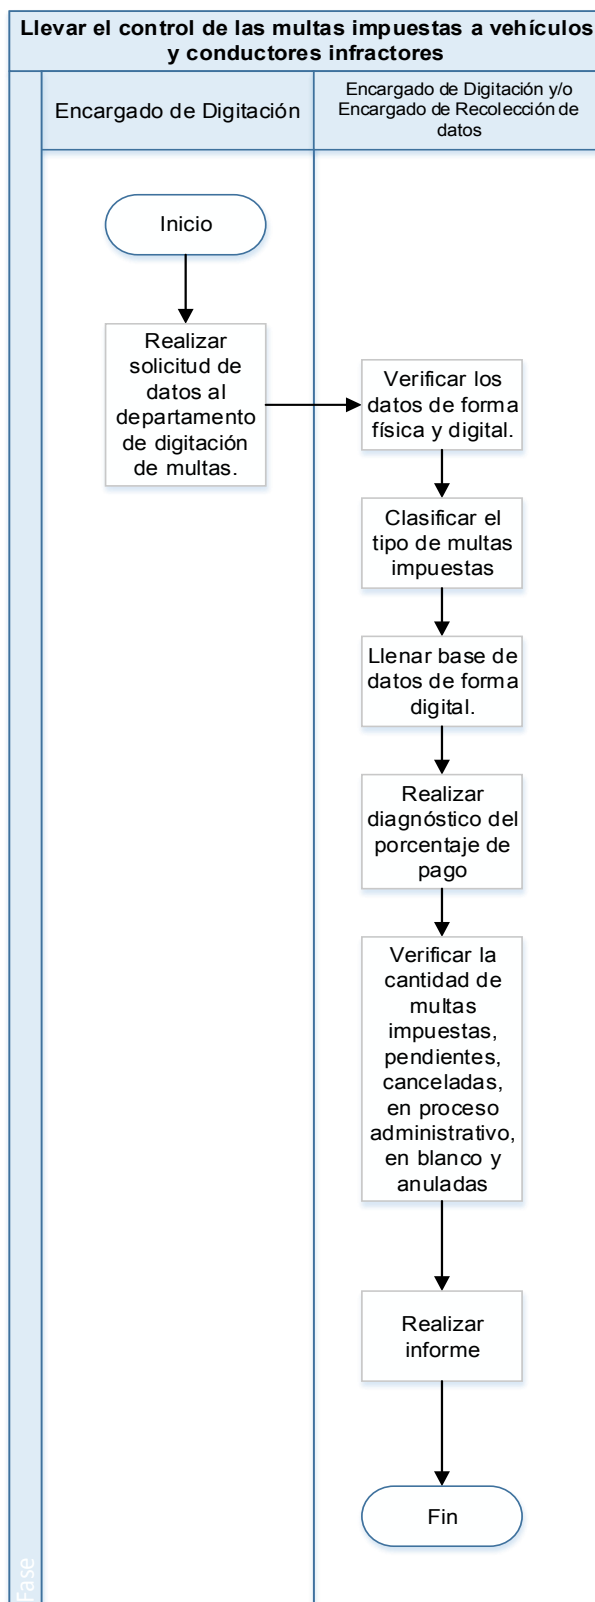 Llevar el control de las multas impuestas a vehículos
y conductores infractores
Encargado de Digitación
Encargado de Digitación y/o
Encargado de Recolección de
datos
Inicio
Realizar
solicitud de
datos al
departamento
de digitación
de multas.
Verificar los
datos de forma
física y digital.
Clasificar el
tipo de multas
impuestas
Llenar base de
datos de forma
digital.
Realizar
diagnóstico del
porcentaje de
pago
Verificar la
cantidad de
multas
impuestas,
pendientes,
canceladas,
en proceso
administrativo,
en blanco y
anuladas
Realizar
informe
Fin
Fase